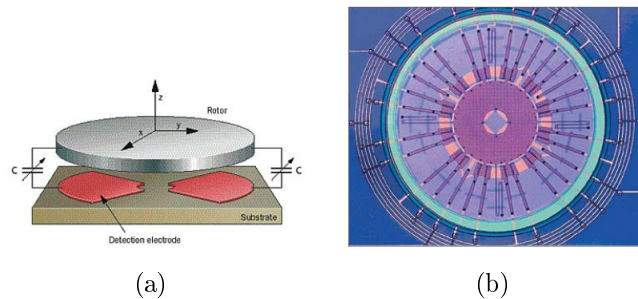 z
Rotor
x
y
C
C
Substrate
Detection electrode
(a)
(b)